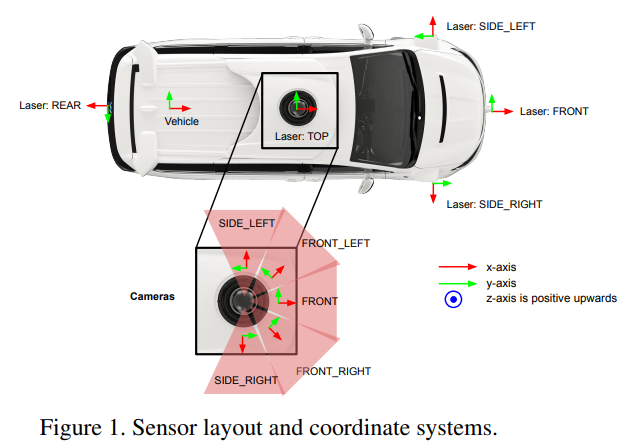 Laser: SIDE_LEFT
Laser: REAR
Vehicle
Laser: TOP
Laser: FRONT
Laser: SIDE_RIGHT
SIDE_LEFT
FRONT_LEFT
Cameras
FRONT
SIDE_RIGHT
FRONT_RIGHT
x-axis
y-axis
z-axis is positive upwards
Figure 1. Sensor layout and coordinate systems.